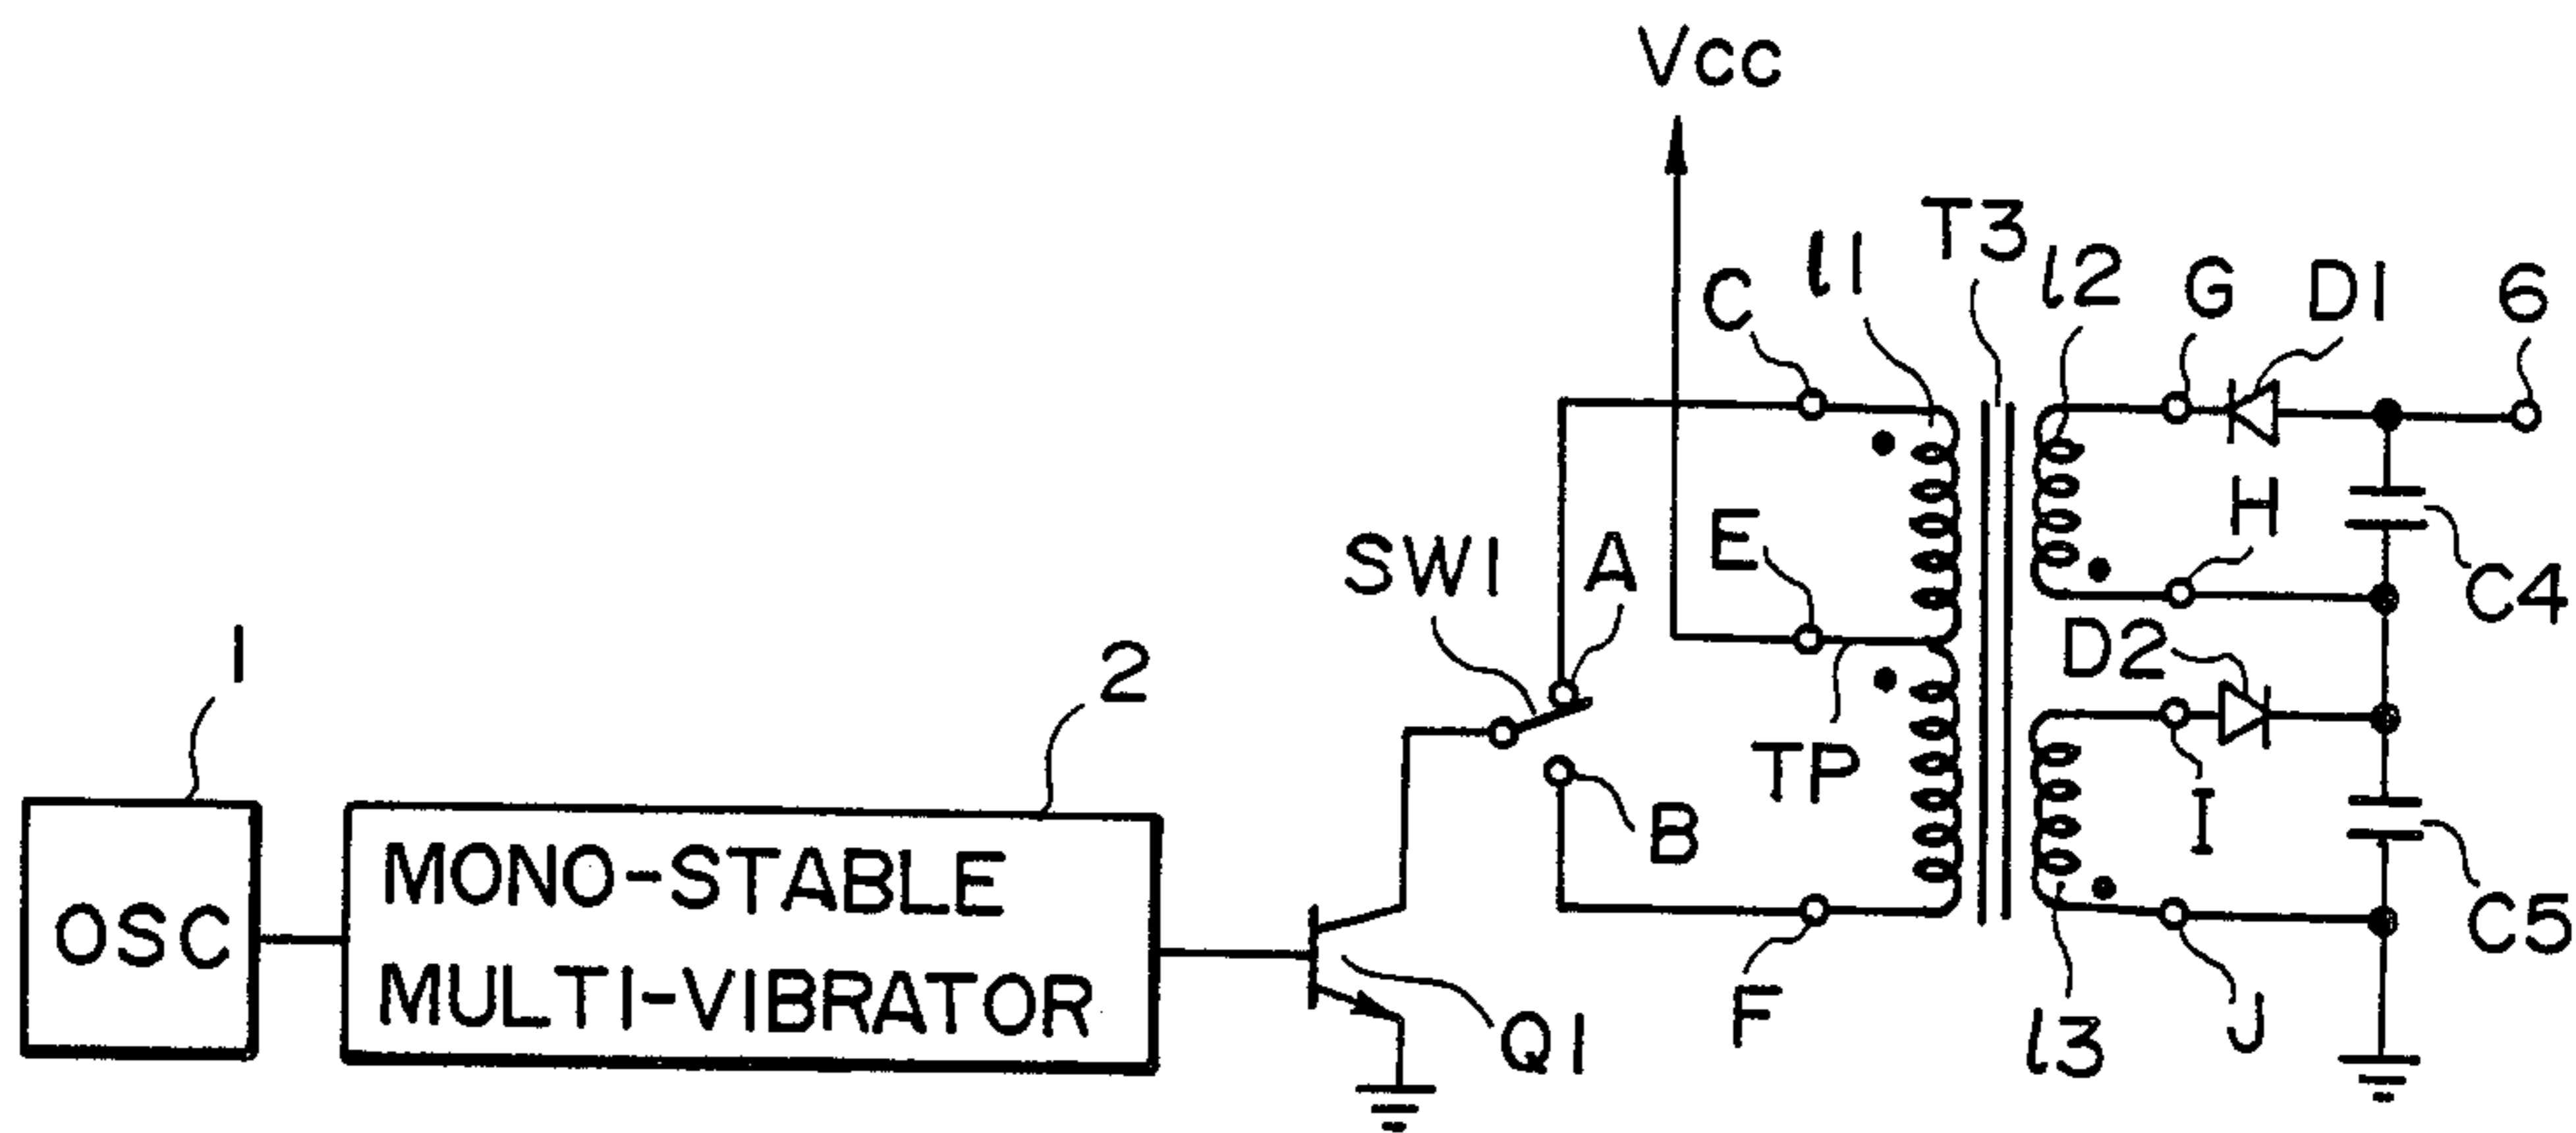 Vcc
T3
l1
l2
G
D1
6
C
H
E
SW1
A
C4
D2
1
2
TP
I
B
MONO-STABLE
MULTI-VIBRATOR
OSC
C5
F
Q1
l3
J